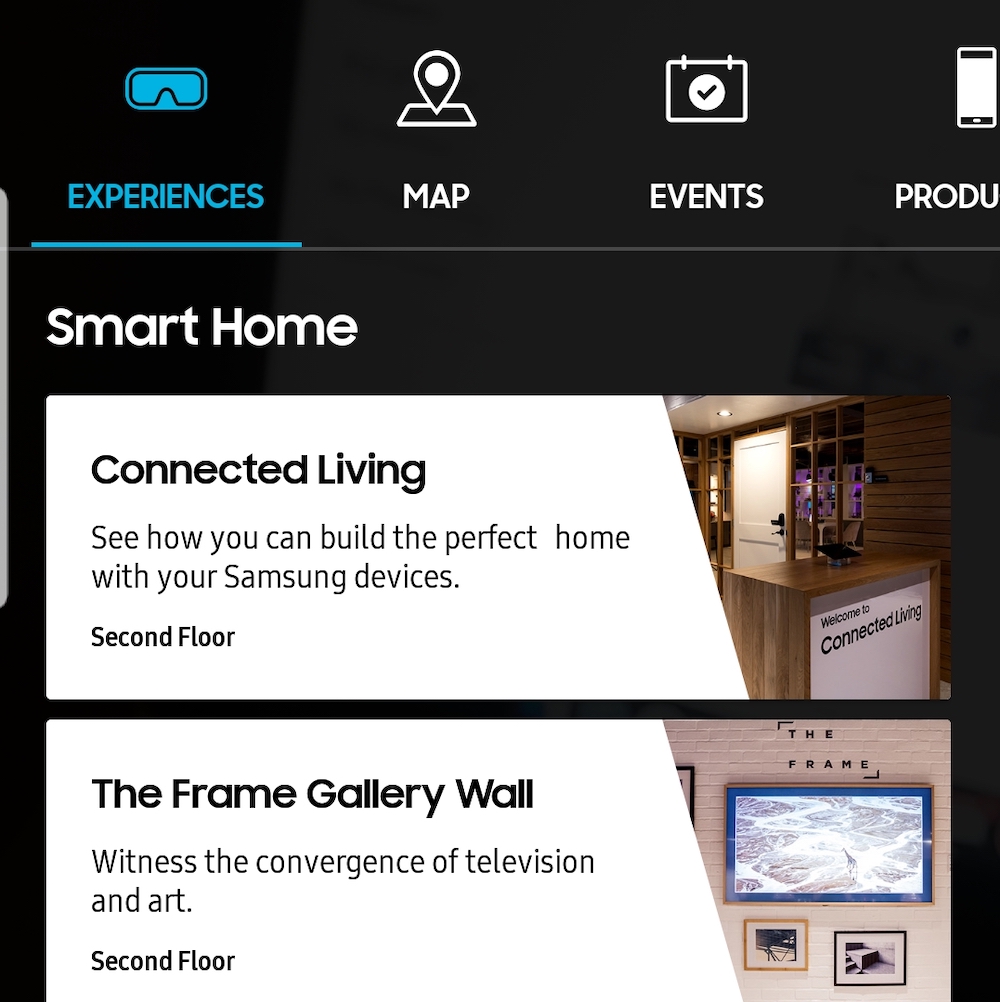 EXPERIENCES
MAP
EVENTS
PRODU
Smart Home
Connected Living
See how you can build the perfect  home
with your Samsung devices.
Second Floor
Welcome to
Connected Living
The Frame Gallery Wall
Witness the convergence of television
and art.
Second Floor
THE
FRAME